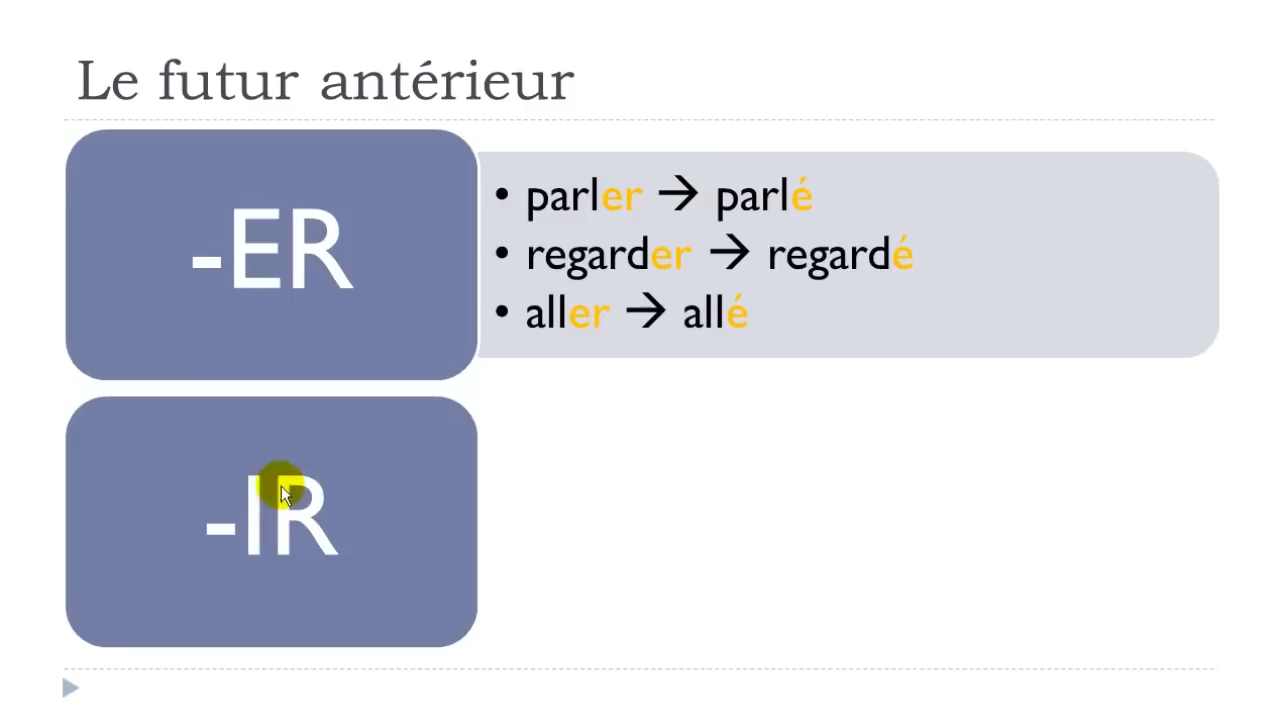 Le futur antérieur
-ER
• parler → parlé
• regarder → regardé
• aller → allé
-IR